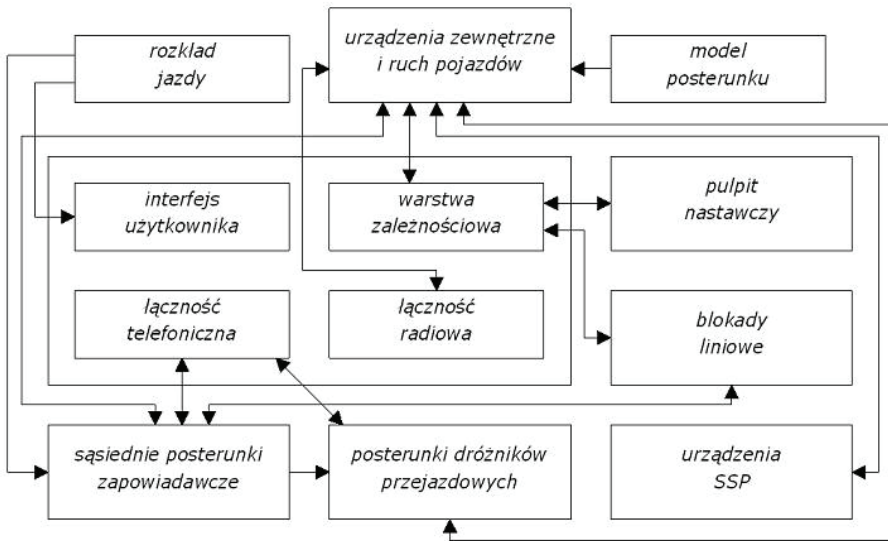 rozklad
jazdy
urządzenia zewnętrzne
i ruch pojazdów
model
posterunku
interfejs
użytkownika
warstwa
zależnościowa
pulpit
nastawczy
łączność
telefoniczna
łączność
radiowa
blokady
liniowe
sąsiednie posterunki
zapowiadawcze
posterunki dróżników
przejazdowych
urządzenia
SSP